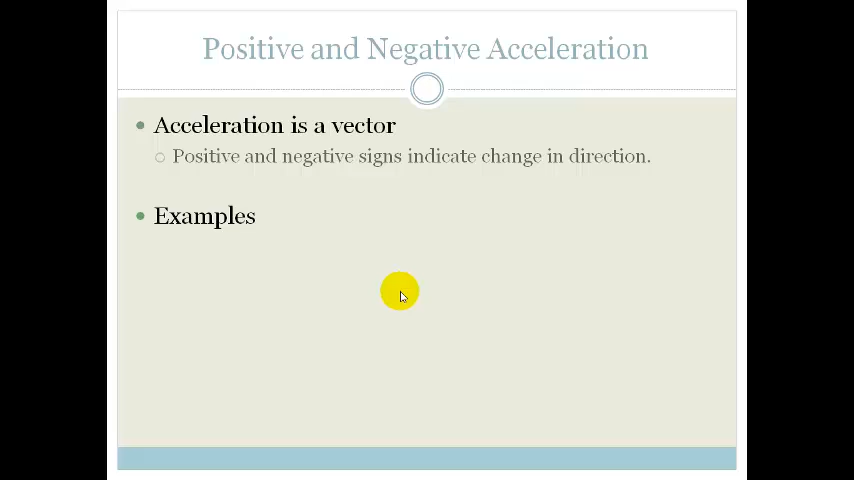 Positive and Negative Acceleration
Acceleration is a vector
Positive and negative signs indicate change in direction.
Examples